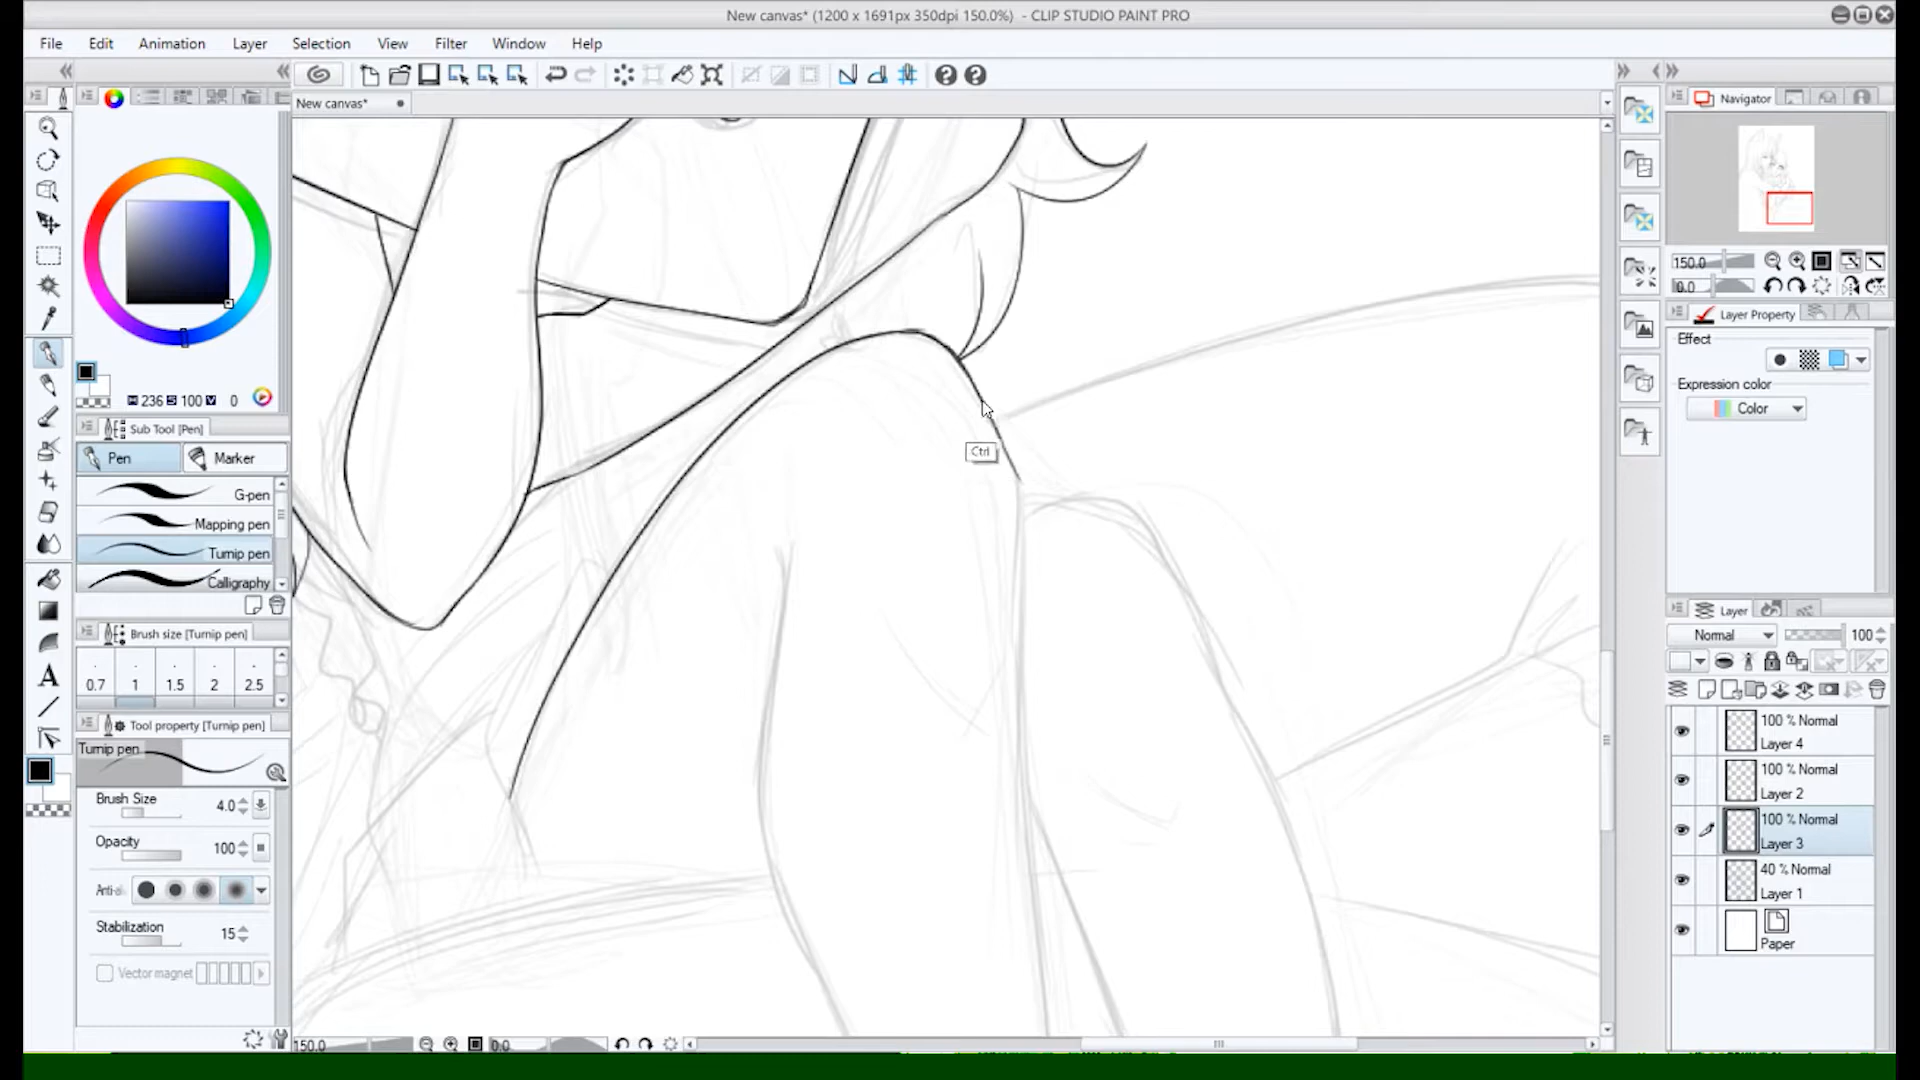 New canvas* (1200 x 1691px 350dpi 150.0%) - CLIP STUDIO PAINT PRO
File Edit Animation Layer Selection View Filter Window Help
New canvas*
Navigator
150.0
0.0
Layer Property
Effect
Expression color
Color
H 236 S 100 V 0
Sub Tool [Pen]
Pen Marker
G-pen
Mapping pen
Turnip pen
Calligraphy
Brush size [Turnip pen]
0.7 1 1.5 2 2.5
Tool property [Turnip pen]
Turnip pen
Brush Size 4.0
Opacity 100
Anti-a
Stabilization 15
Vector magnet
Ctrl
Layer
Normal 100
100 % Normal
Layer 4
100 % Normal
Layer 2
100 % Normal
Layer 3
40 % Normal
Layer 1
Paper
150.0 0.0
A